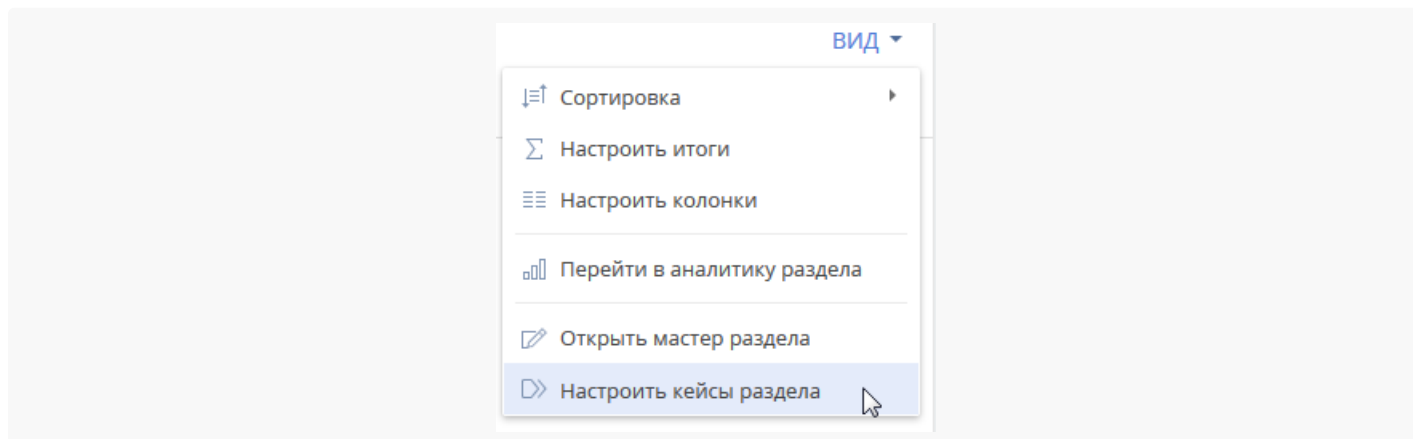 ВИД
Сортировка
Настроить итоги
Настроить колонки
Перейти в аналитику раздела
Открыть мастер раздела
Настроить кейсы раздела